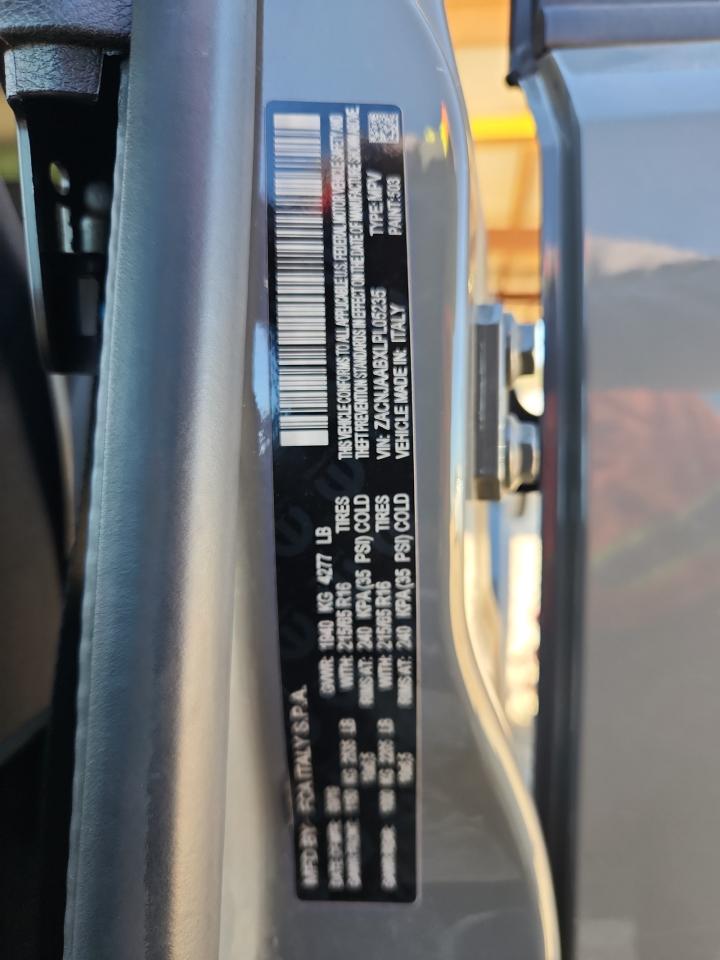 MFD BY FCA ITALY S.P.A. GVWR: 1940 KG 4277 LB
WITH: 215/65 R16 TIRES
RIMS AT: 240 KPA(35 PSI) COLD
WITH: 215/65 R16 TIRES
RIMS AT: 240 KPA(35 PSI) COLD
THIS VEHICLE CONFORMS TO ALL APPLICABLE U.S. FEDERAL MOTOR VEHICLE SAFETY AND
THEFT PREVENTION STANDARDS IN EFFECT ON THE DATE OF MANUFACTURE SHOWN ABOVE.
VIN: ZACNJAABXLPL05235 TYPE: MPV
VEHICLE MADE IN: ITALY PAINT: 503